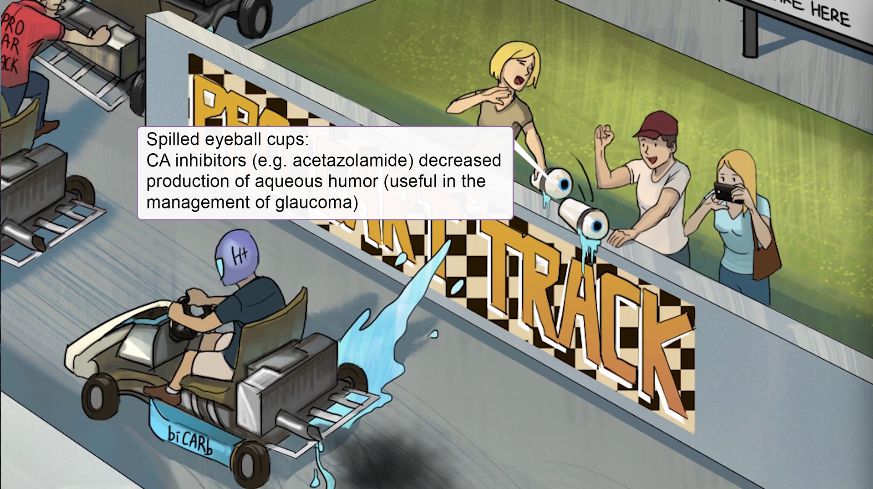 ARE HERE
PRO
AR
ACK
PRO
Spilled eyeball cups:
CA inhibitors (e.g. acetazolamide) decreased
production of aqueous humor (useful in the
management of glaucoma)
ART TRACK
H+
biCARb